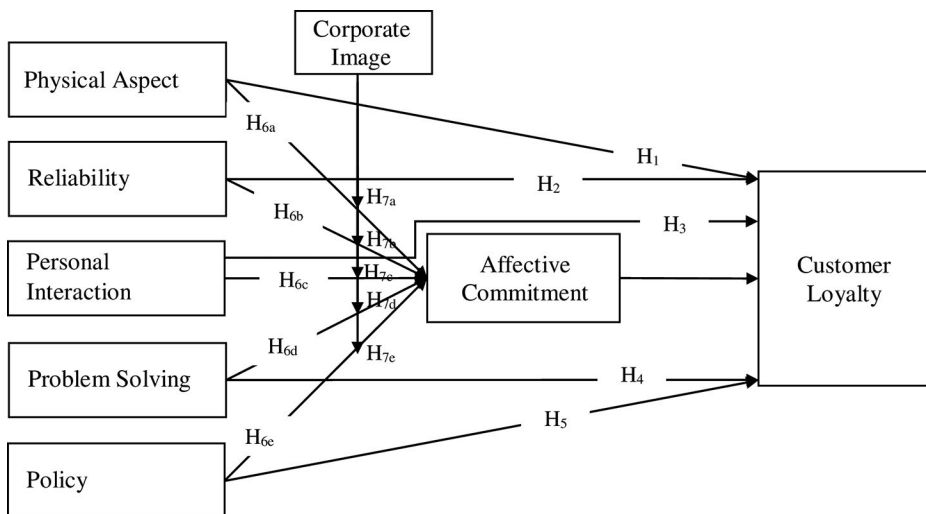 Corporate
Image
Physical Aspect
H6a
H1
Reliability
H2
H7a
H6b
H3
H7b
Personal
Interaction
H6c
H7c
Affective
Commitment
Customer
Loyalty
H7d
H6d
H7e
Problem Solving
H4
H5
H6e
Policy